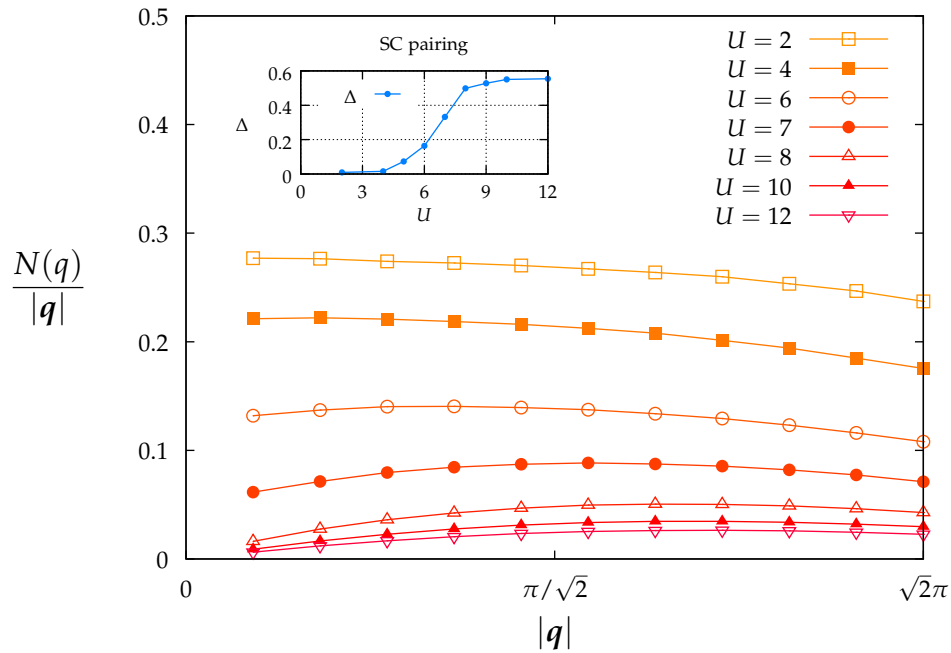 0.5
SC pairing
0.6
Δ
0.4
Δ
0.2
0
0 3 6 9 12
U
U = 2
U = 4
U = 6
U = 7
U = 8
U = 10
U = 12
0.4
0.3
N(q)
|q|
0.2
0.1
0
0 π/√2 √2π
|q|